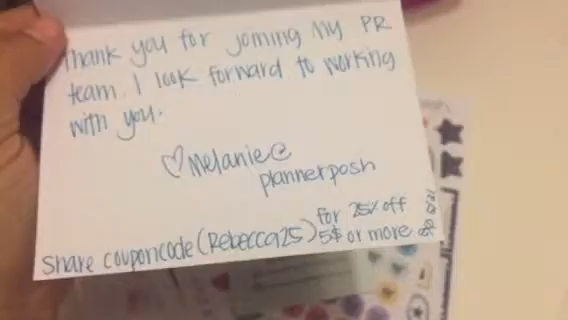 Thank you for joining My PR
team. I look forward to working
with you.
♡Melanie@
plannerposh
Share couponcode (Rebecca25) for 25% off
5$ or more